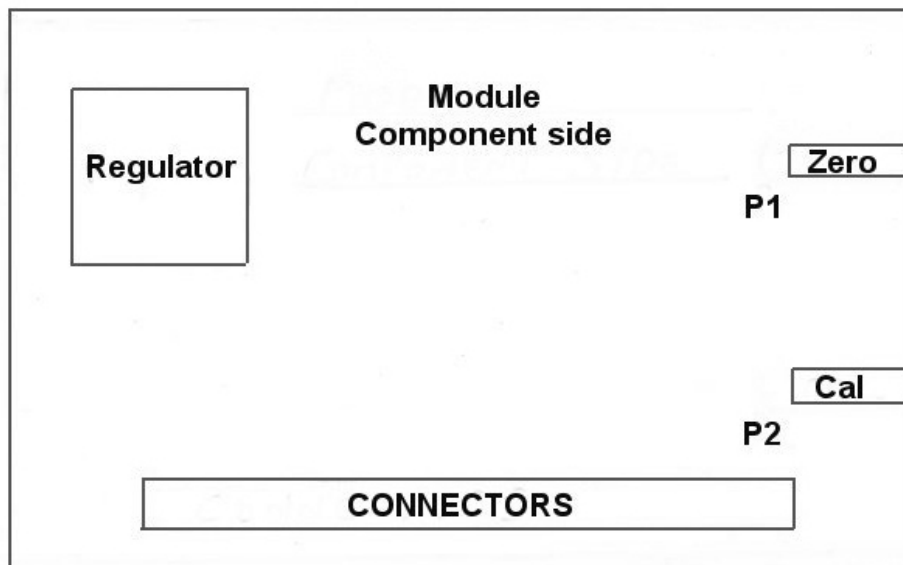 Module
Component side
Regulator
Zero
P1
Cal
P2
CONNECTORS